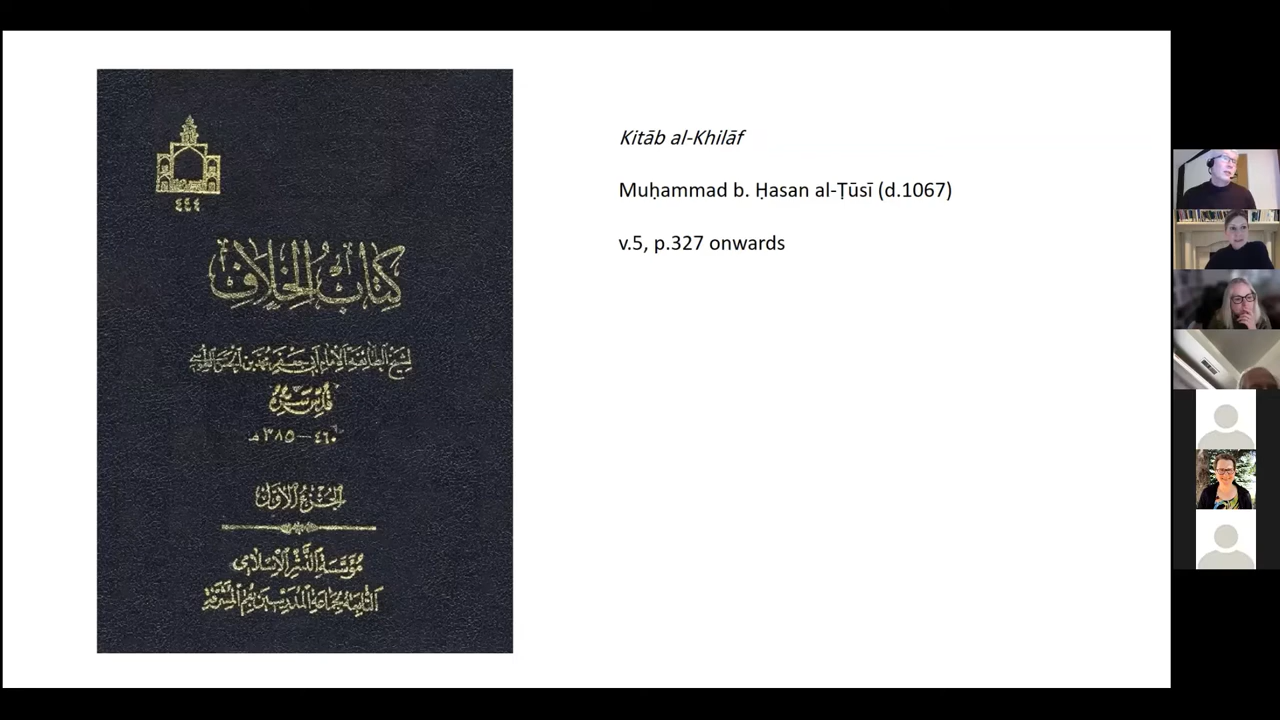 ٤٤٤
كتاب الخلاف
لشيخ الطائفة الإمام أبي جعفر محمد بن الحسن الطوسي
قدس سره
٣٨٥-٤٦٠ هـ
الجزء الأول
مؤسسة النشر الإسلامي
التابعة لجماعة المدرسين بقم المشرفة
Kitāb al-Khilāf
Muḥammad b. Ḥasan al-Ṭūsī (d.1067)
v.5, p.327 onwards